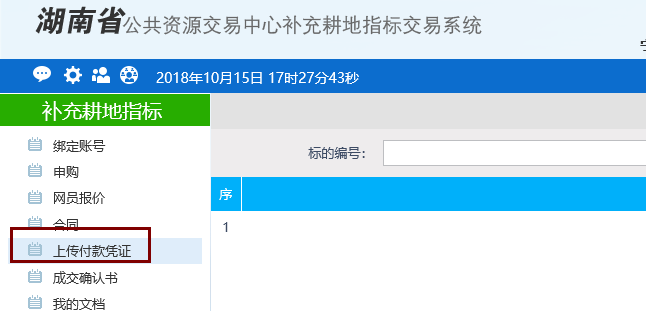 湖南省公共资源交易中心补充耕地指标交易系统
2018年10月15日 17时27分43秒
补充耕地指标
绑定账号
申购
网员报价
合同
上传付款凭证
成交确认书
我的文档
标的编号：
序
1